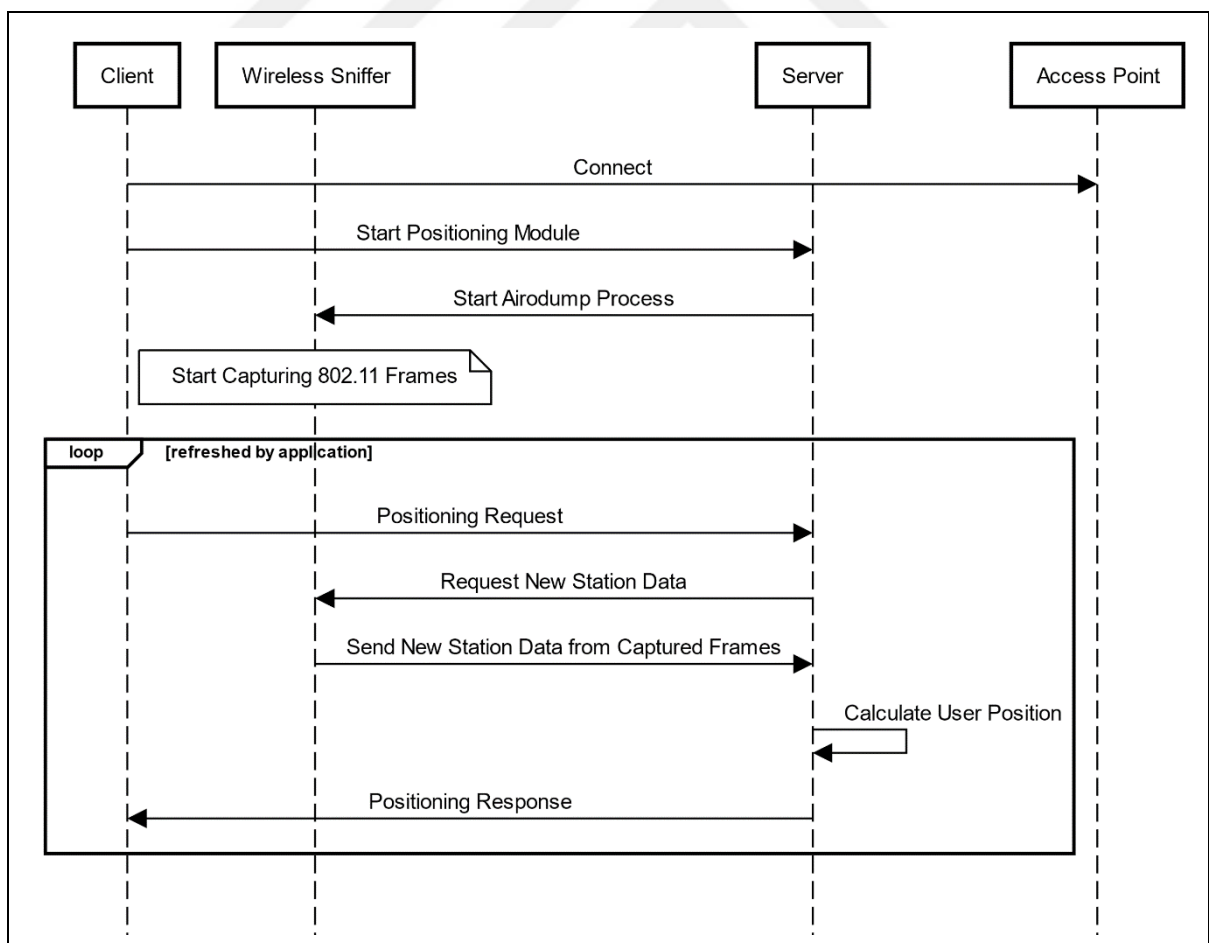 Client
Wireless Sniffer
Server
Access Point
Connect
Start Positioning Module
Start Airodump Process
Start Capturing 802.11 Frames
loop
[refreshed by application]
Positioning Request
Request New Station Data
Send New Station Data from Captured Frames
Calculate User Position
Positioning Response